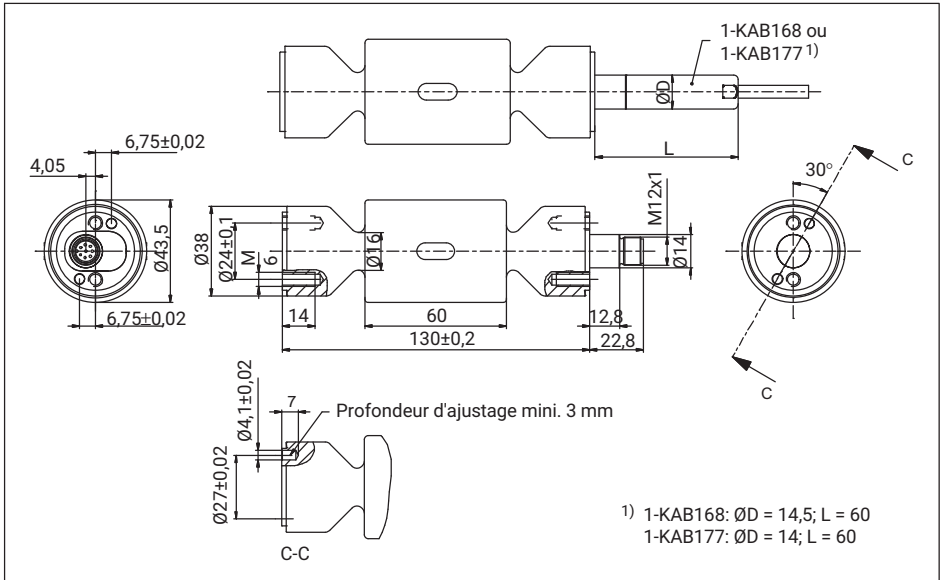 1-KAB168 ou
1-KAB177 1)
ØD
L
6,75±0,02
4,05
Ø43,5
6,75±0,02
Ø38
Ø24±0,1
M
6
Ø16
14
60
130±0,2
12,8
22,8
M12x1
Ø14
30°
C
C
7
Profondeur d'ajustage mini. 3 mm
Ø4,1±0,02
Ø27±0,02
C-C
1) 1-KAB168: ØD = 14,5; L = 60
1-KAB177: ØD = 14; L = 60